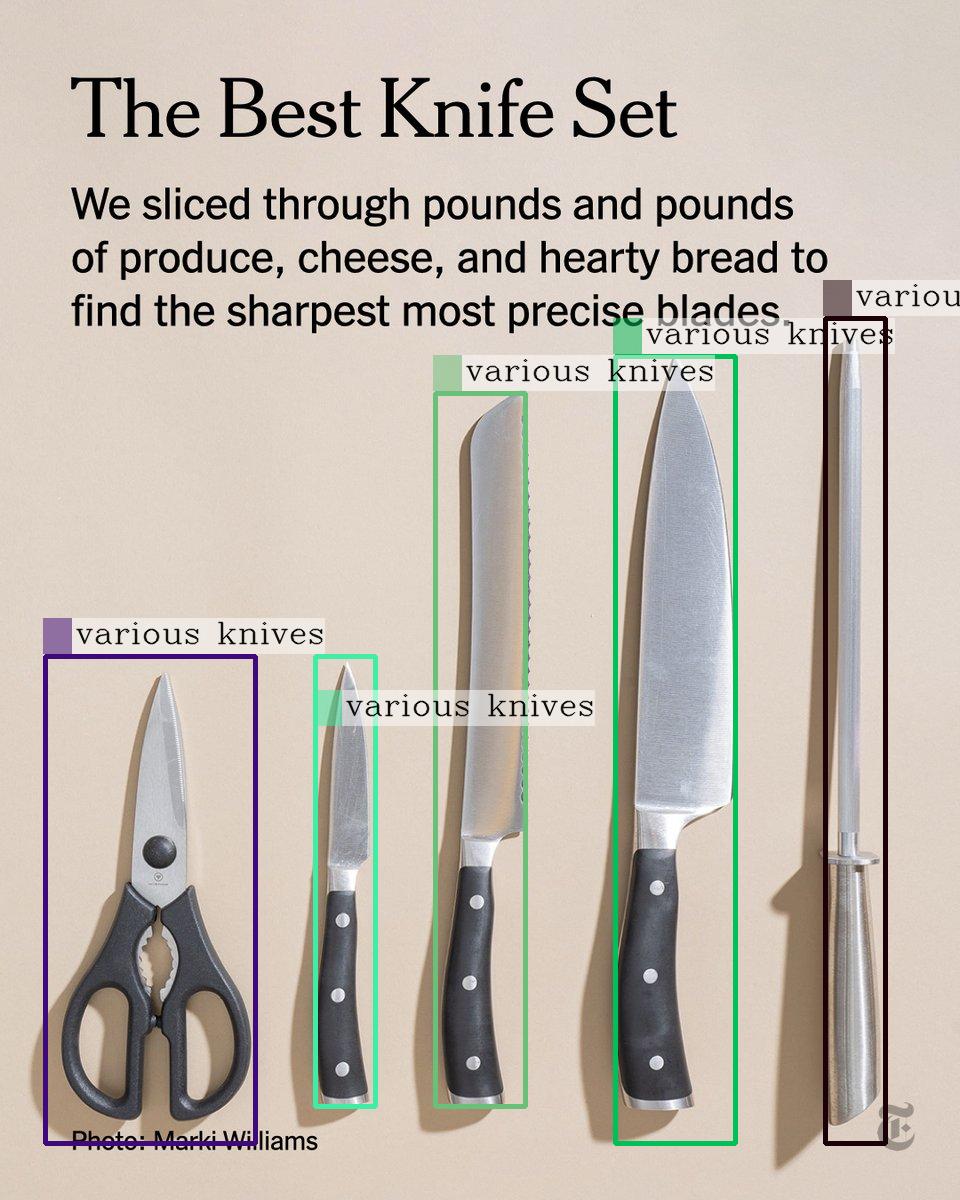 The Best Knife Set
We sliced through pounds and pounds
of produce, cheese, and hearty bread to
find the sharpest most precise blades.
variou
various knives
various knives
various knives
various knives
Photo: Marki Williams
T